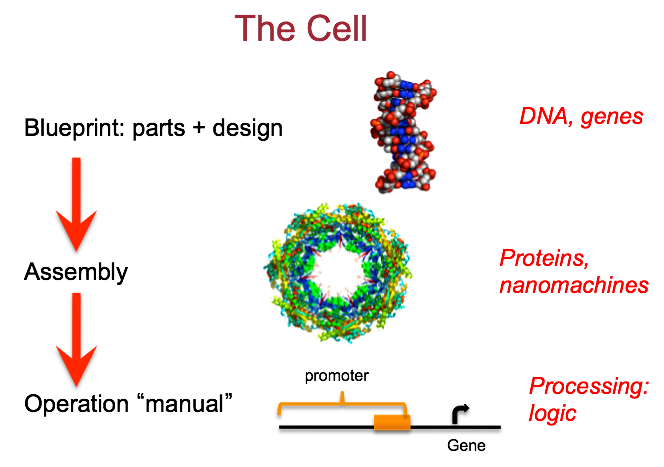 The Cell
Blueprint: parts + design
DNA, genes
Assembly
Proteins,
nanomachines
Operation “manual”
promoter
Gene
Processing:
logic